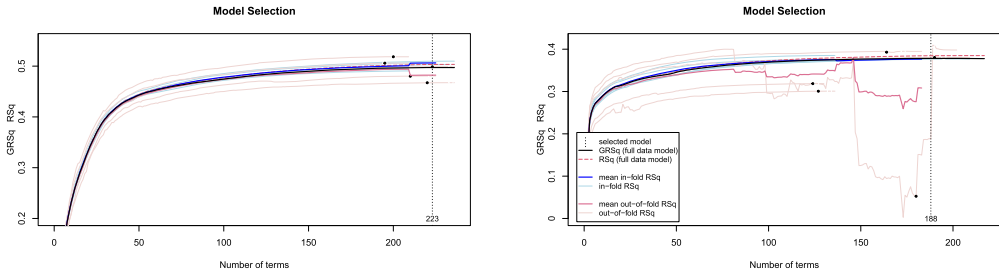 Model Selection
GRSq RSq
0.5
0.4
0.3
0.2
0
50
100
150
200
223
Number of terms
Model Selection
GRSq RSq
0.4
0.3
0.2
0.1
0
0
50
100
150
200
188
Number of terms
selected model
GRSq (full data model)
RSq (full data model)
mean in−fold RSq
in−fold RSq
mean out−of−fold RSq
out−of−fold RSq